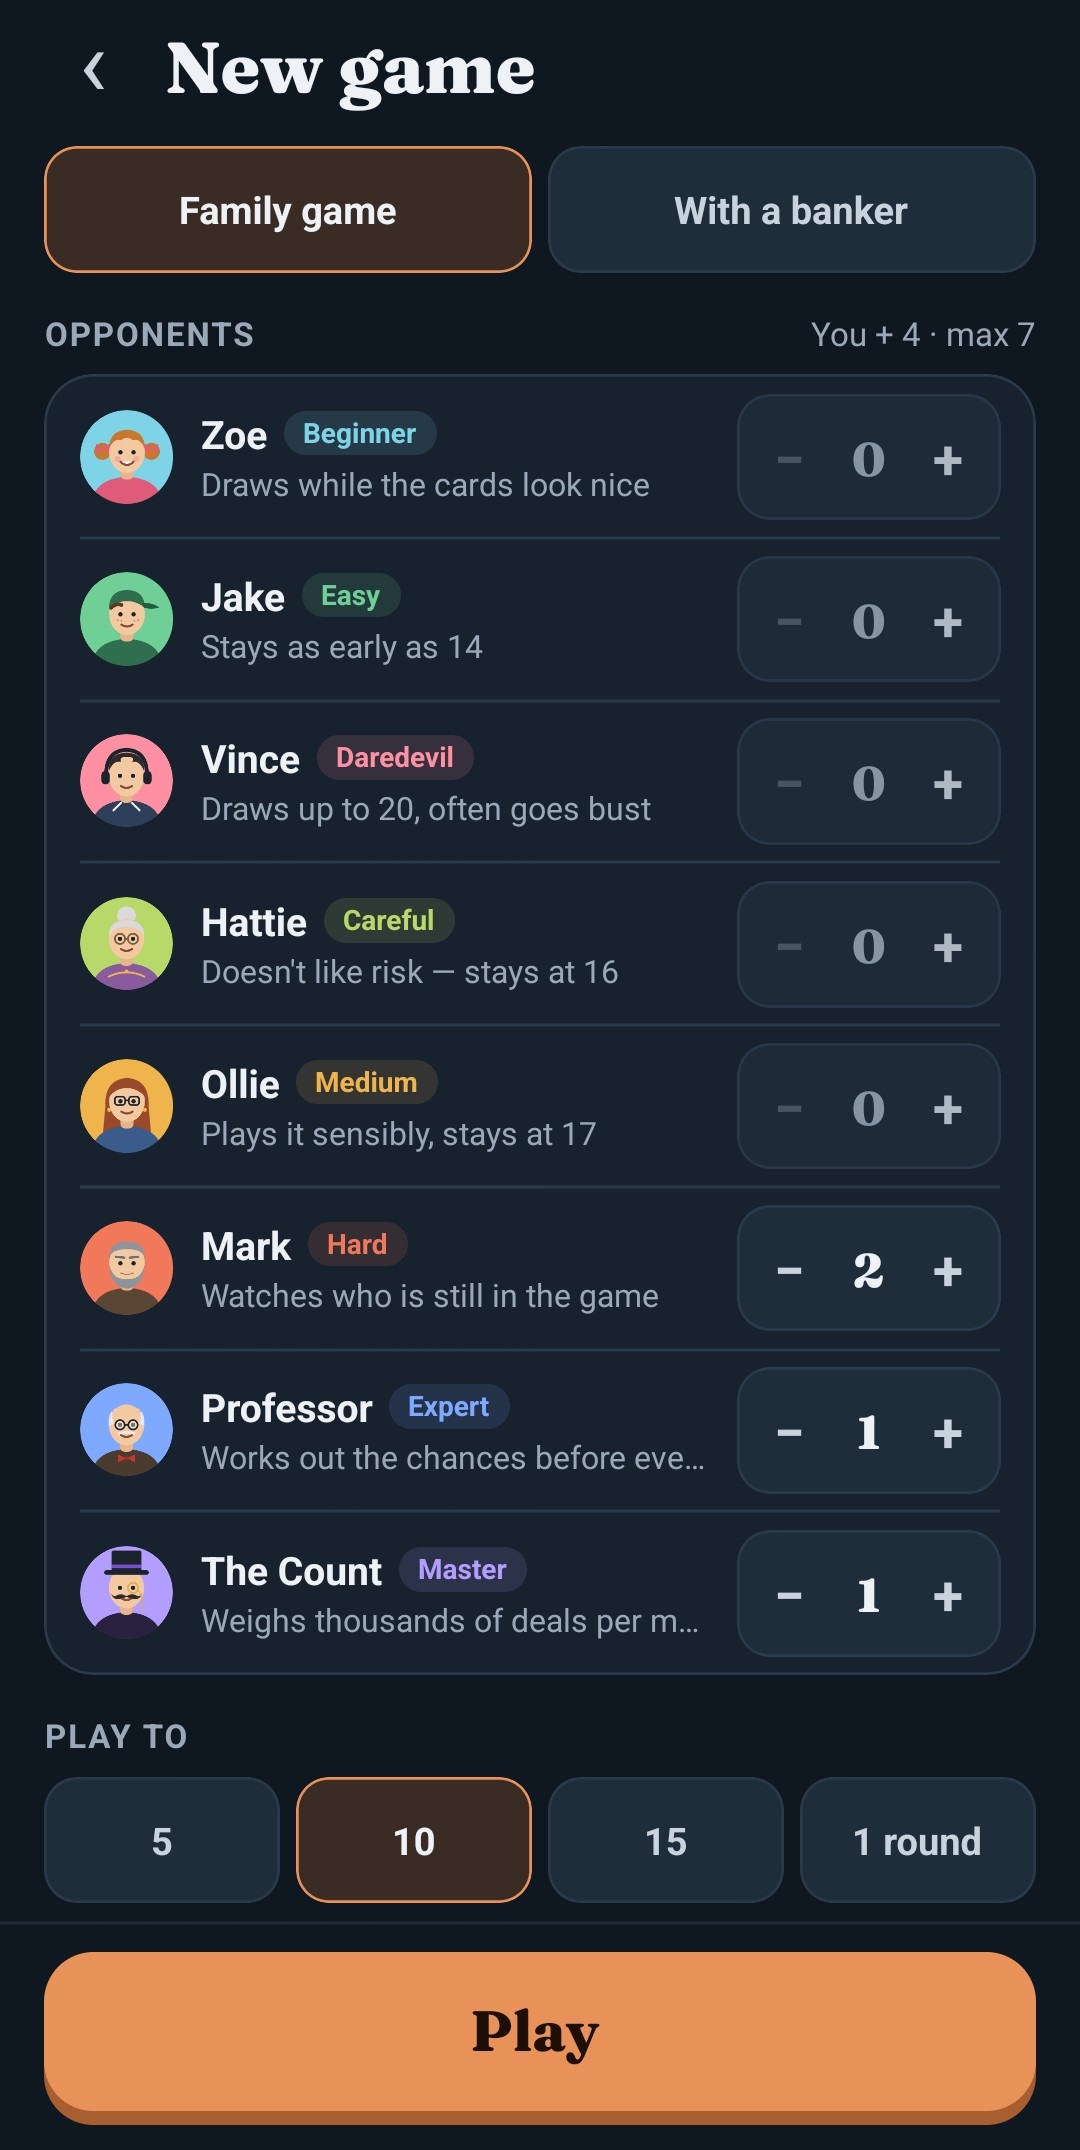 ‹ New game
Family game
With a banker
OPPONENTS
You + 4 · max 7
Zoe Beginner
Draws while the cards look nice
− 0 +
Jake Easy
Stays as early as 14
− 0 +
Vince Daredevil
Draws up to 20, often goes bust
− 0 +
Hattie Careful
Doesn't like risk — stays at 16
− 0 +
Ollie Medium
Plays it sensibly, stays at 17
− 0 +
Mark Hard
Watches who is still in the game
− 2 +
Professor Expert
Works out the chances before eve...
− 1 +
The Count Master
Weighs thousands of deals per m...
− 1 +
PLAY TO
5
10
15
1 round
Play